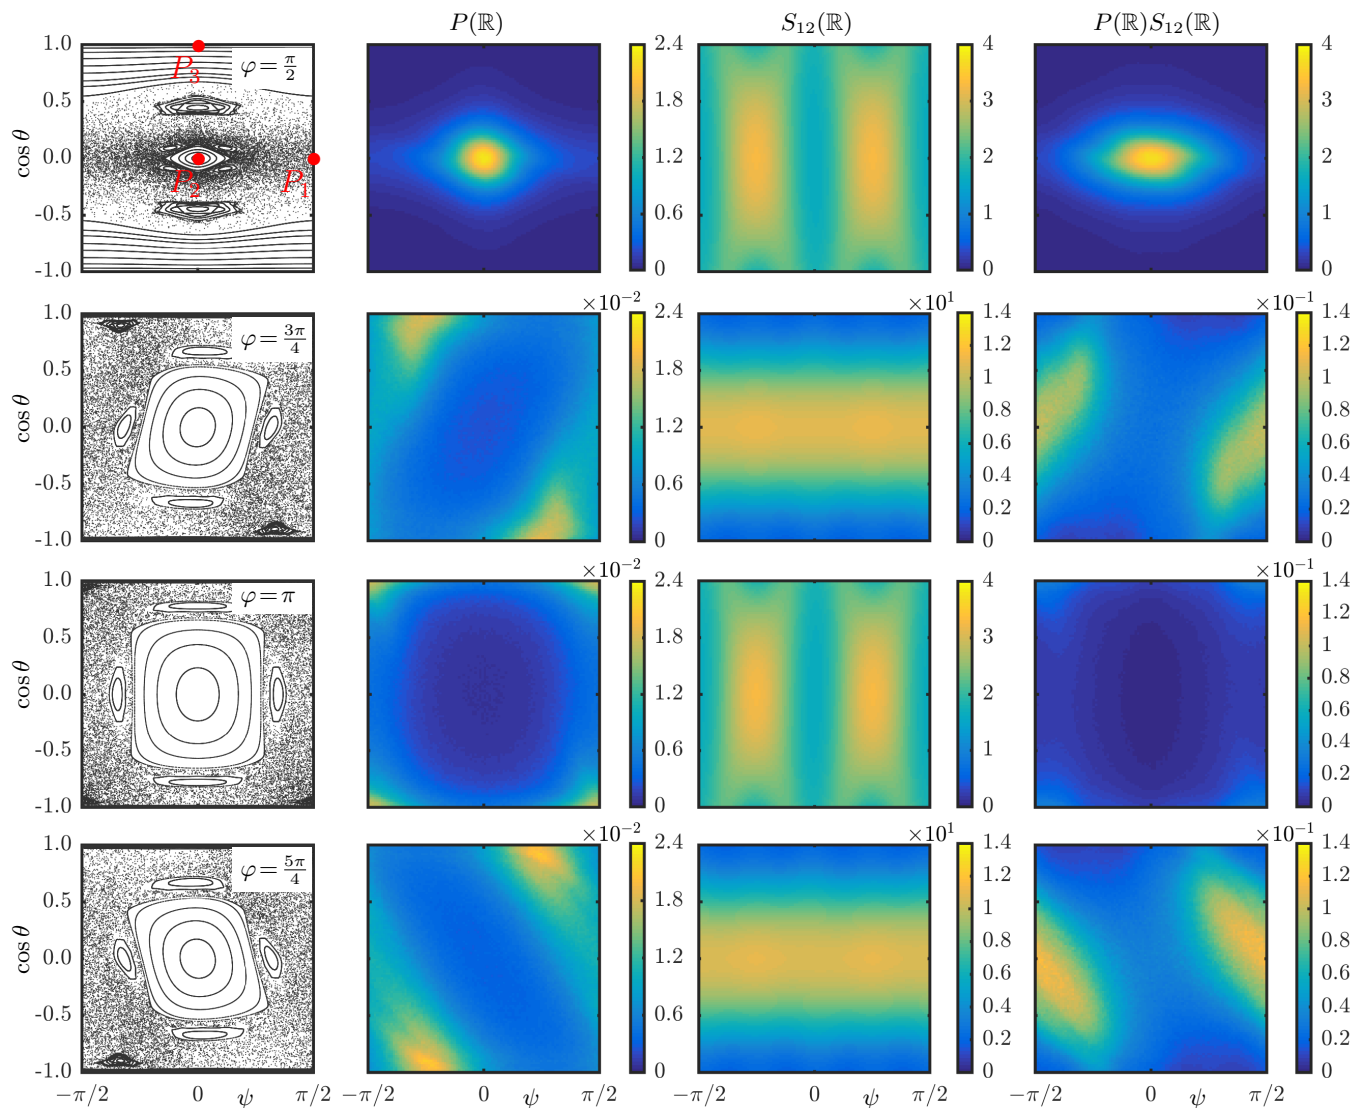 P(ℝ) S₁₂(ℝ) P(ℝ)S₁₂(ℝ)
cos θ 1.0 0.5 0.0 -0.5 -1.0 P₃ P₂ P₁ φ = π/2 2.4 1.8 1.2 0.6 0 4 3 2 1 0 4 3 2 1 0
cos θ 1.0 0.5 0.0 -0.5 -1.0 φ = 3π/4 ×10⁻² 2.4 1.8 1.2 0.6 0 ×10¹ 1.4 1.2 1 0.8 0.6 0.4 0.2 0 ×10⁻¹ 1.4 1.2 1 0.8 0.6 0.4 0.2 0
cos θ 1.0 0.5 0.0 -0.5 -1.0 φ = π ×10⁻² 2.4 1.8 1.2 0.6 0 4 3 2 1 0 ×10⁻¹ 1.4 1.2 1 0.8 0.6 0.4 0.2 0
cos θ 1.0 0.5 0.0 -0.5 -1.0 φ = 5π/4 ×10⁻² 2.4 1.8 1.2 0.6 0 ×10¹ 1.4 1.2 1 0.8 0.6 0.4 0.2 0 ×10⁻¹ 1.4 1.2 1 0.8 0.6 0.4 0.2 0
−π/2 0 ψ π/2 −π/2 0 ψ π/2 −π/2 0 ψ π/2 −π/2 0 ψ π/2